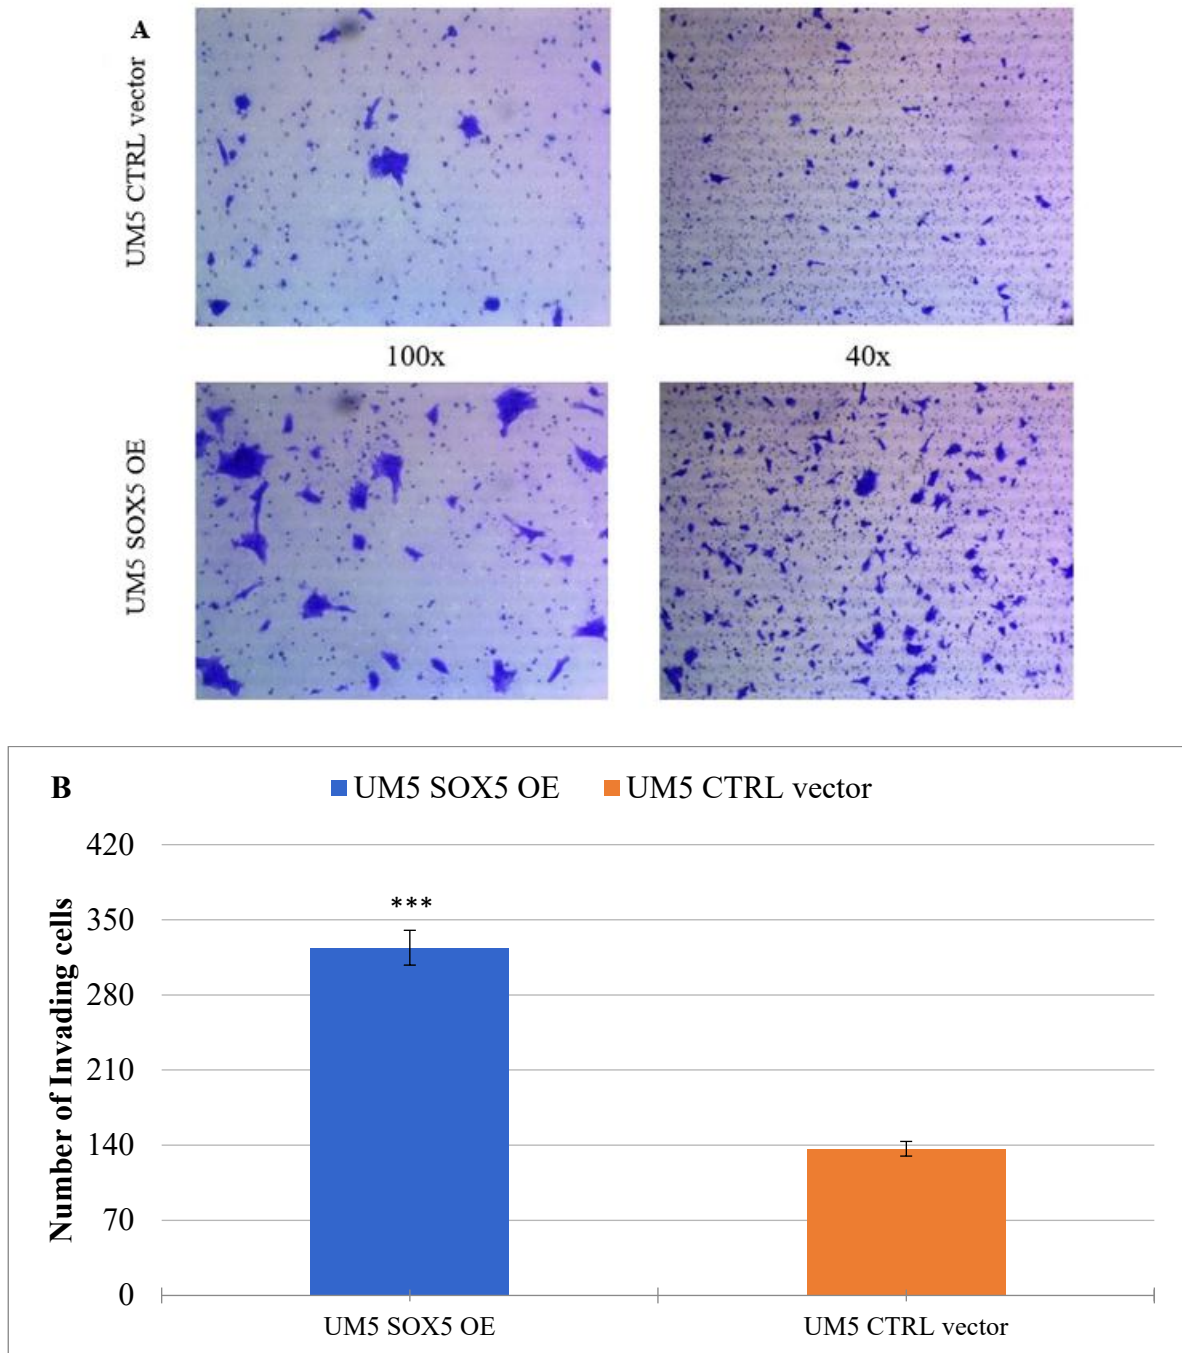 A
UM5 CTRL vector
100x
40x
UM5 SOX5 OE
B
UM5 SOX5 OE
UM5 CTRL vector
Number of Invading cells
420
350
280
210
140
70
0
***
UM5 SOX5 OE
UM5 CTRL vector